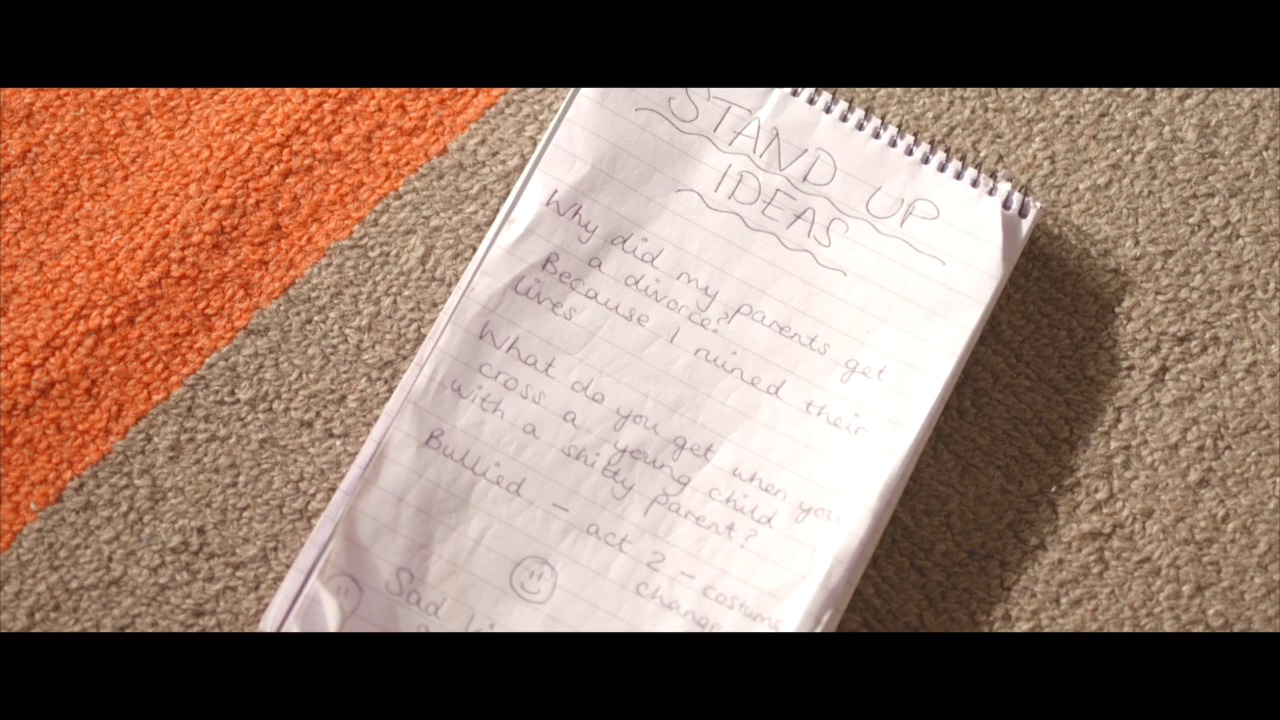 STAND UP
IDEAS
Why did my parents get
a divorce?
Because I ruined their
lives
What do you get when you
cross a young child
with a shitty parent?
Bullied - act 2 - costume
change
Sad